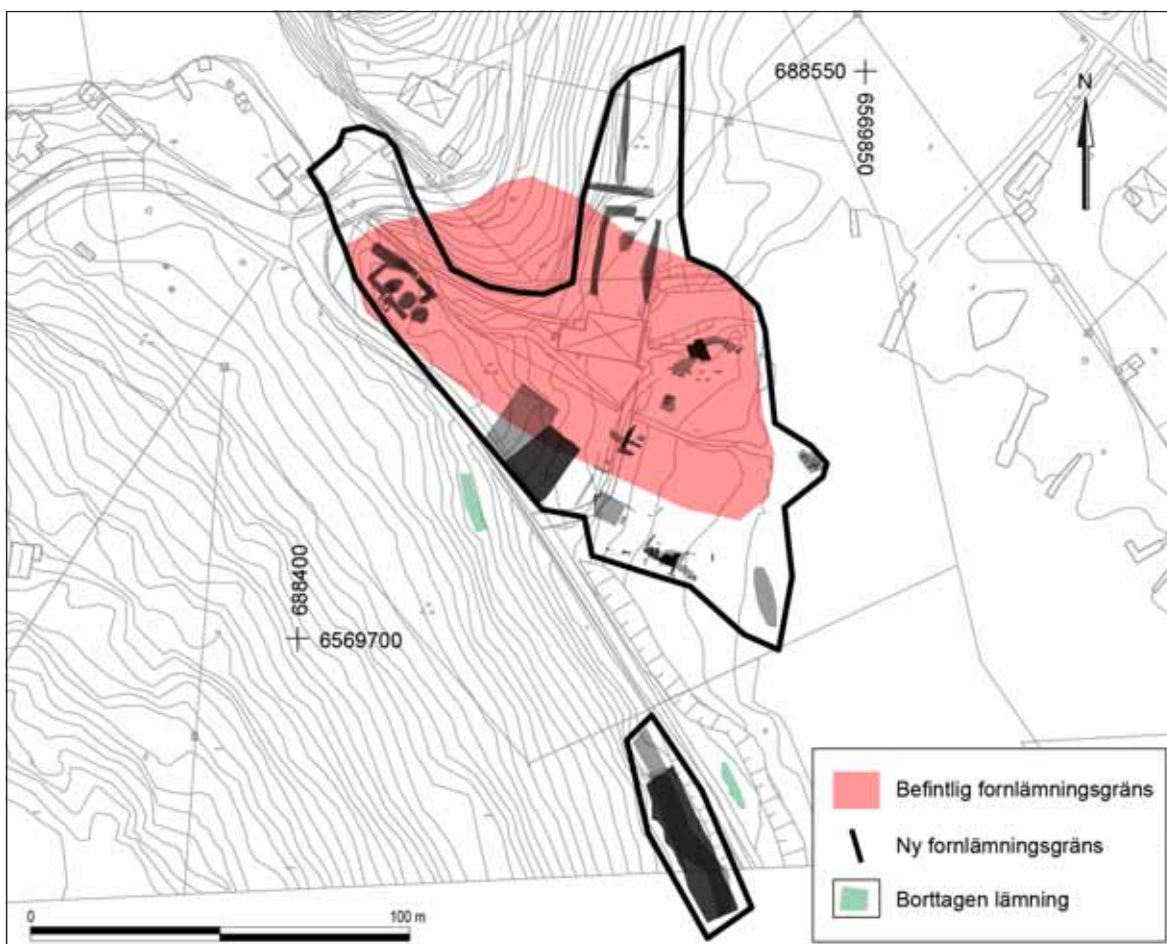 688550
6569850
N
688400
6569700
Befintlig fornlämningsgräns
Ny fornlämningsgräns
Borttagen lämning
0
100 m